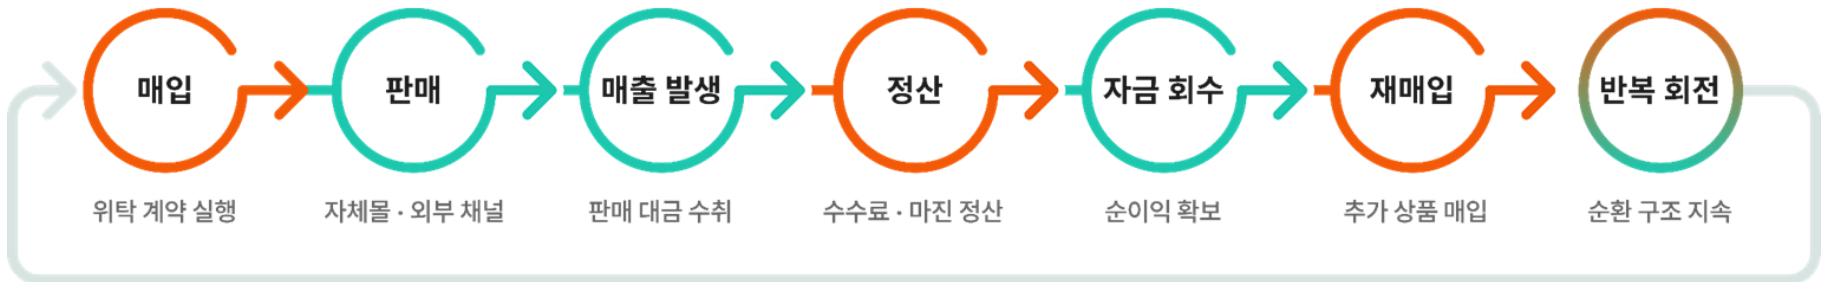 매입
판매
매출 발생
정산
자금 회수
재매입
반복 회전
위탁 계약 실행
자체몰 · 외부 채널
판매 대금 수취
수수료 · 마진 정산
순이익 확보
추가 상품 매입
순환 구조 지속